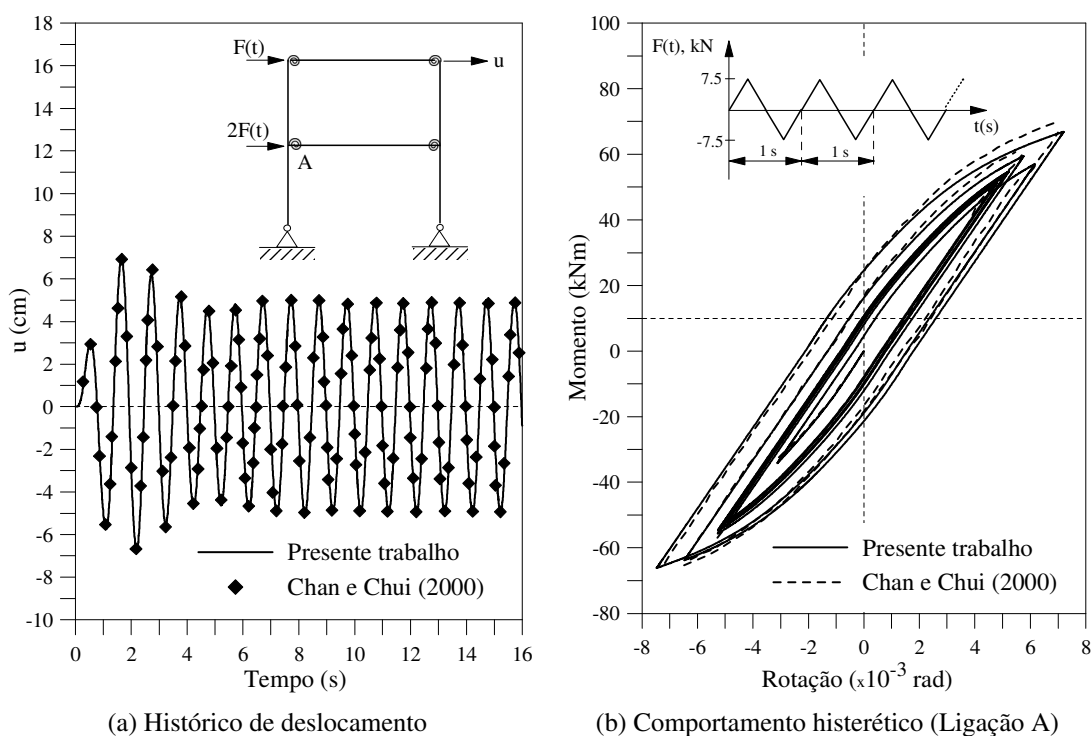 18
16
14
12
10
8
6
4
2
0
-2
-4
-6
-8
-10
u (cm)
F(t)
u
2F(t)
A
Presente trabalho
Chan e Chui (2000)
0 2 4 6 8 10 12 14 16
Tempo (s)
(a) Histórico de deslocamento
100
80
60
40
20
0
-20
-40
-60
-80
Momento (kNm)
F(t), kN
7.5
-7.5
t(s)
1 s 1 s
Presente trabalho
Chan e Chui (2000)
-8 -6 -4 -2 0 2 4 6 8
Rotação (x10⁻³ rad)
(b) Comportamento histerético (Ligação A)